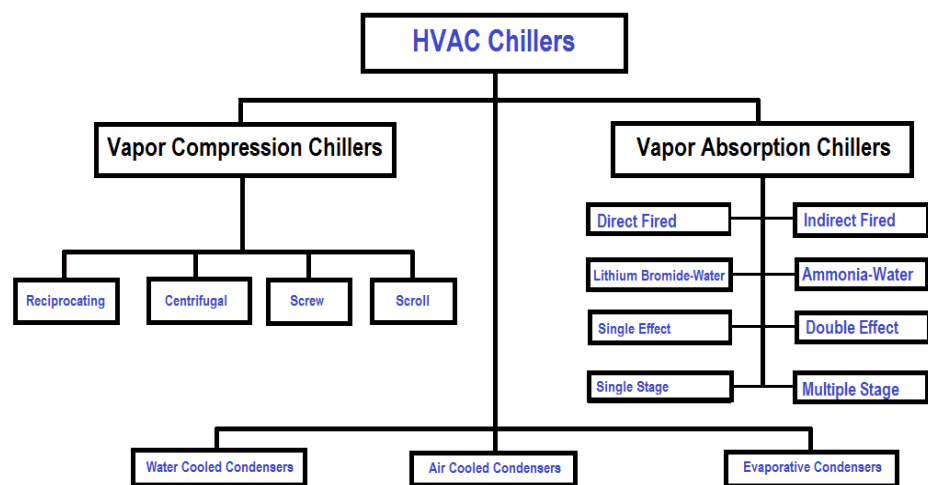 HVAC Chillers
Vapor Compression Chillers
Vapor Absorption Chillers
Direct Fired
Indirect Fired
Lithium Bromide-Water
Ammonia-Water
Reciprocating
Centrifugal
Screw
Scroll
Single Effect
Double Effect
Single Stage
Multiple Stage
Water Cooled Condensers
Air Cooled Condensers
Evaporative Condensers